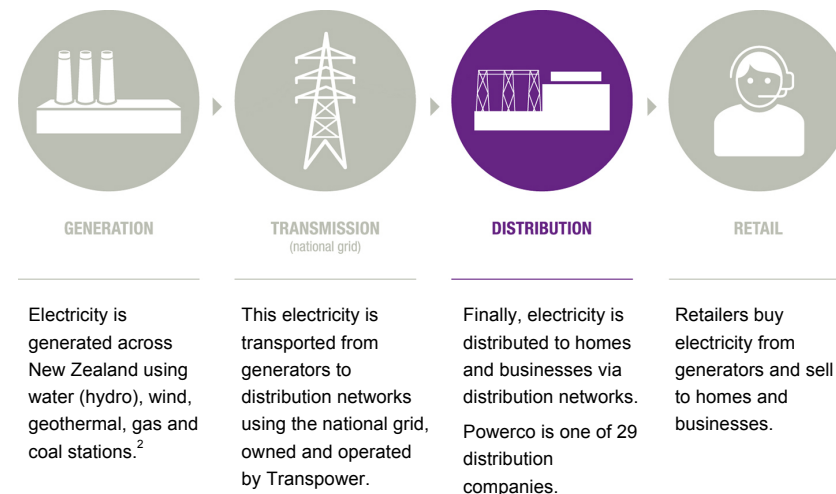 GENERATION
Electricity is
generated across
New Zealand using
water (hydro), wind,
geothermal, gas and
coal stations.2
TRANSMISSION
(national grid)
This electricity is
transported from
generators to
distribution networks
using the national grid,
owned and operated
by Transpower.
DISTRIBUTION
Finally, electricity is
distributed to homes
and businesses via
distribution networks.
Powerco is one of 29
distribution
companies.
RETAIL
Retailers buy
electricity from
generators and sell
to homes and
businesses.